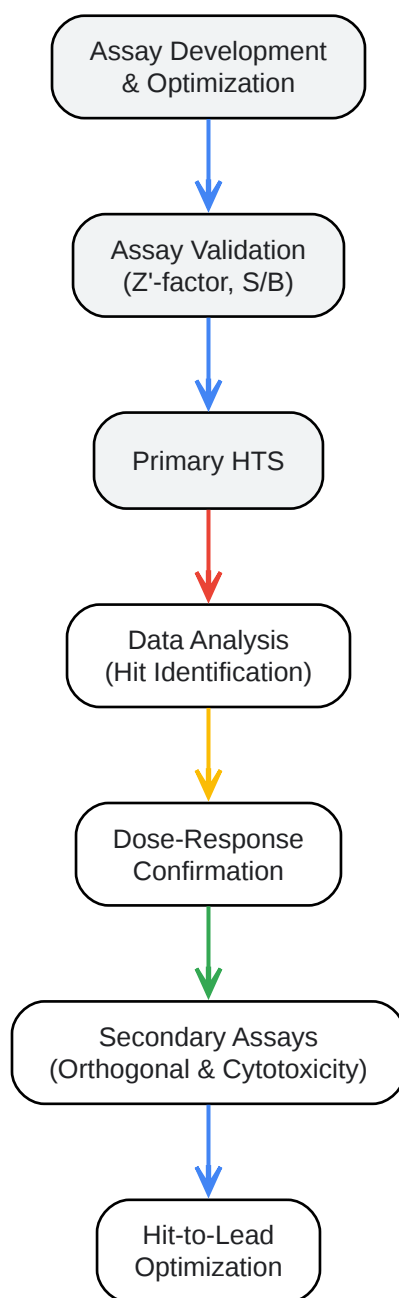 Assay Development
& Optimization
Assay Validation
(Z'-factor, S/B)
Primary HTS
Data Analysis
(Hit Identification)
Dose-Response
Confirmation
Secondary Assays
(Orthogonal & Cytotoxicity)
Hit-to-Lead
Optimization